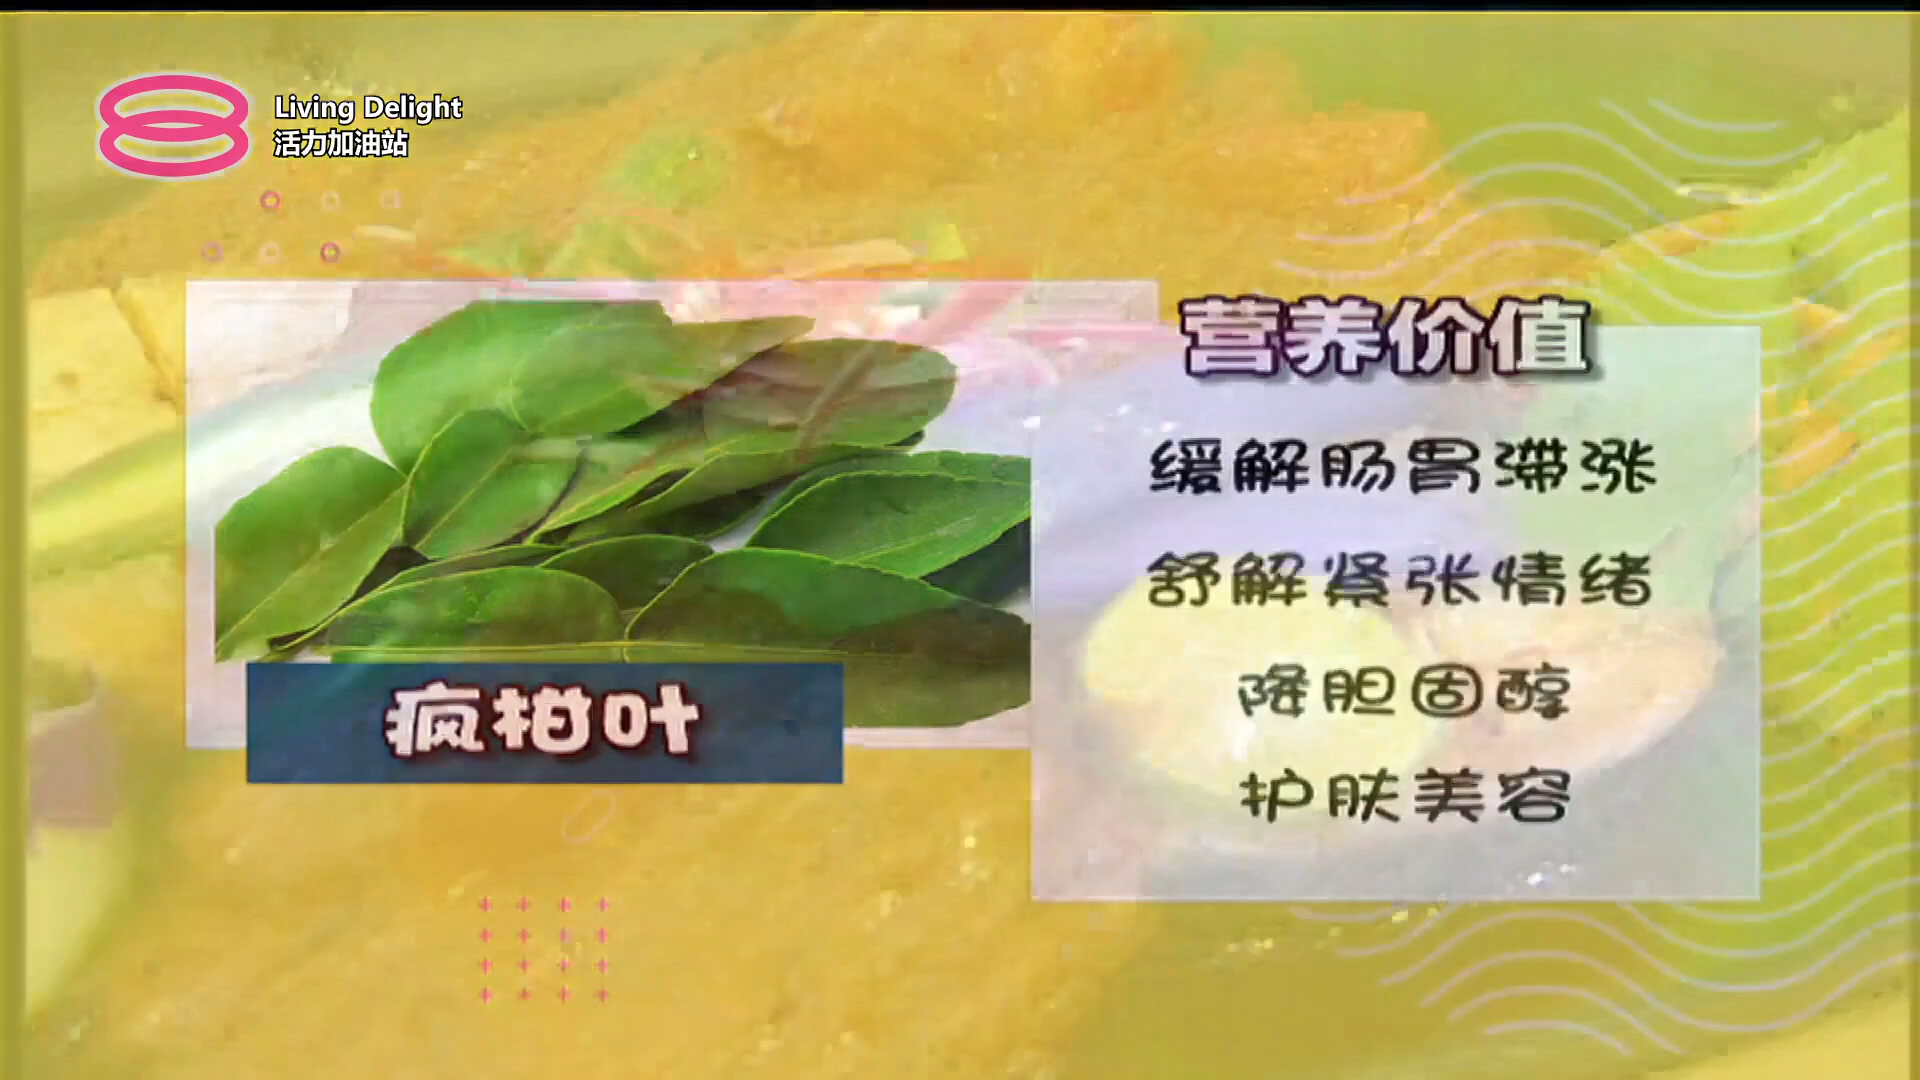 Living Delight
活力加油站
疯柑叶
营养价值
缓解肠胃滞涨
舒解紧张情绪
降胆固醇
护肤美容